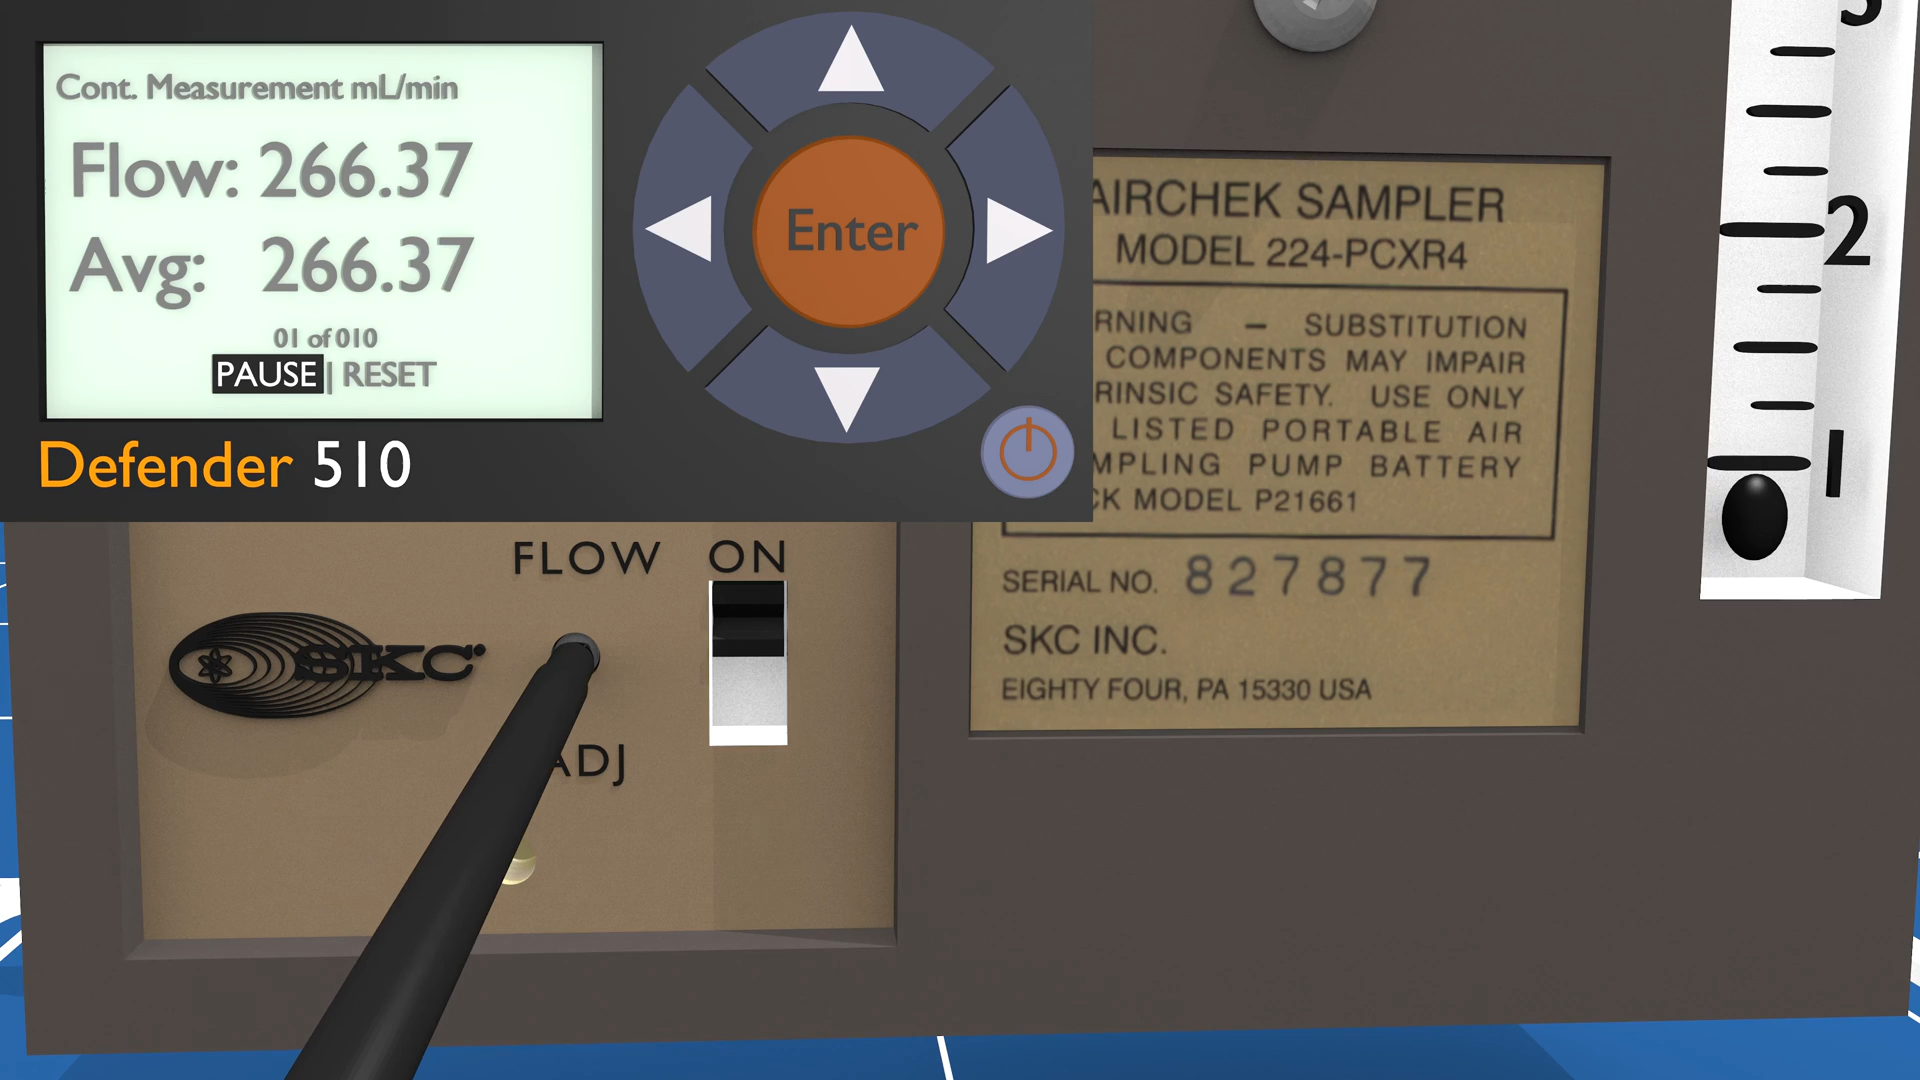 Cont. Measurement mL/min
Flow: 266.37
Avg: 266.37
01 of 010
PAUSE | RESET
Enter
Defender 510
FLOW ON
SKC
ADJ
AIRCHEK SAMPLER
MODEL 224-PCXR4
RNING – SUBSTITUTION
COMPONENTS MAY IMPAIR
RINSIC SAFETY. USE ONLY
LISTED PORTABLE AIR
MPLING PUMP BATTERY
CK MODEL P21661
SERIAL NO. 827877
SKC INC.
EIGHTY FOUR, PA 15330 USA
2
1